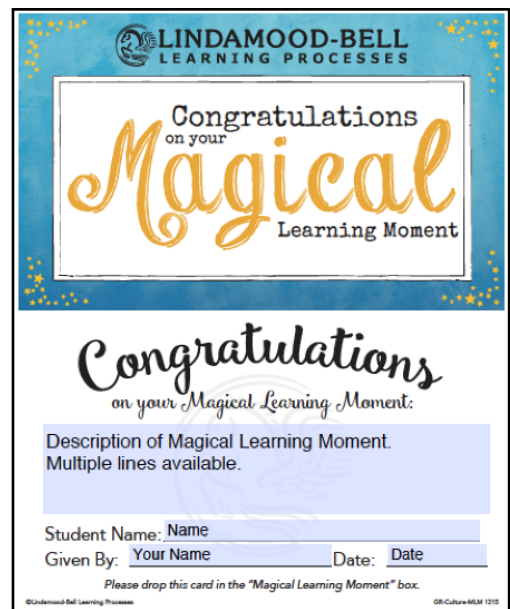 LINDAMOOD-BELL
LEARNING PROCESSES
Congratulations
on your
Magical
Learning Moment
Congratulations
on your Magical Learning Moment:
Description of Magical Learning Moment.
Multiple lines available.
Student Name: Name
Given By: Your Name Date: Date
Please drop this card in the “Magical Learning Moment” box.
©Lindamood-Bell Learning Processes GR-Culture-MLM 1215